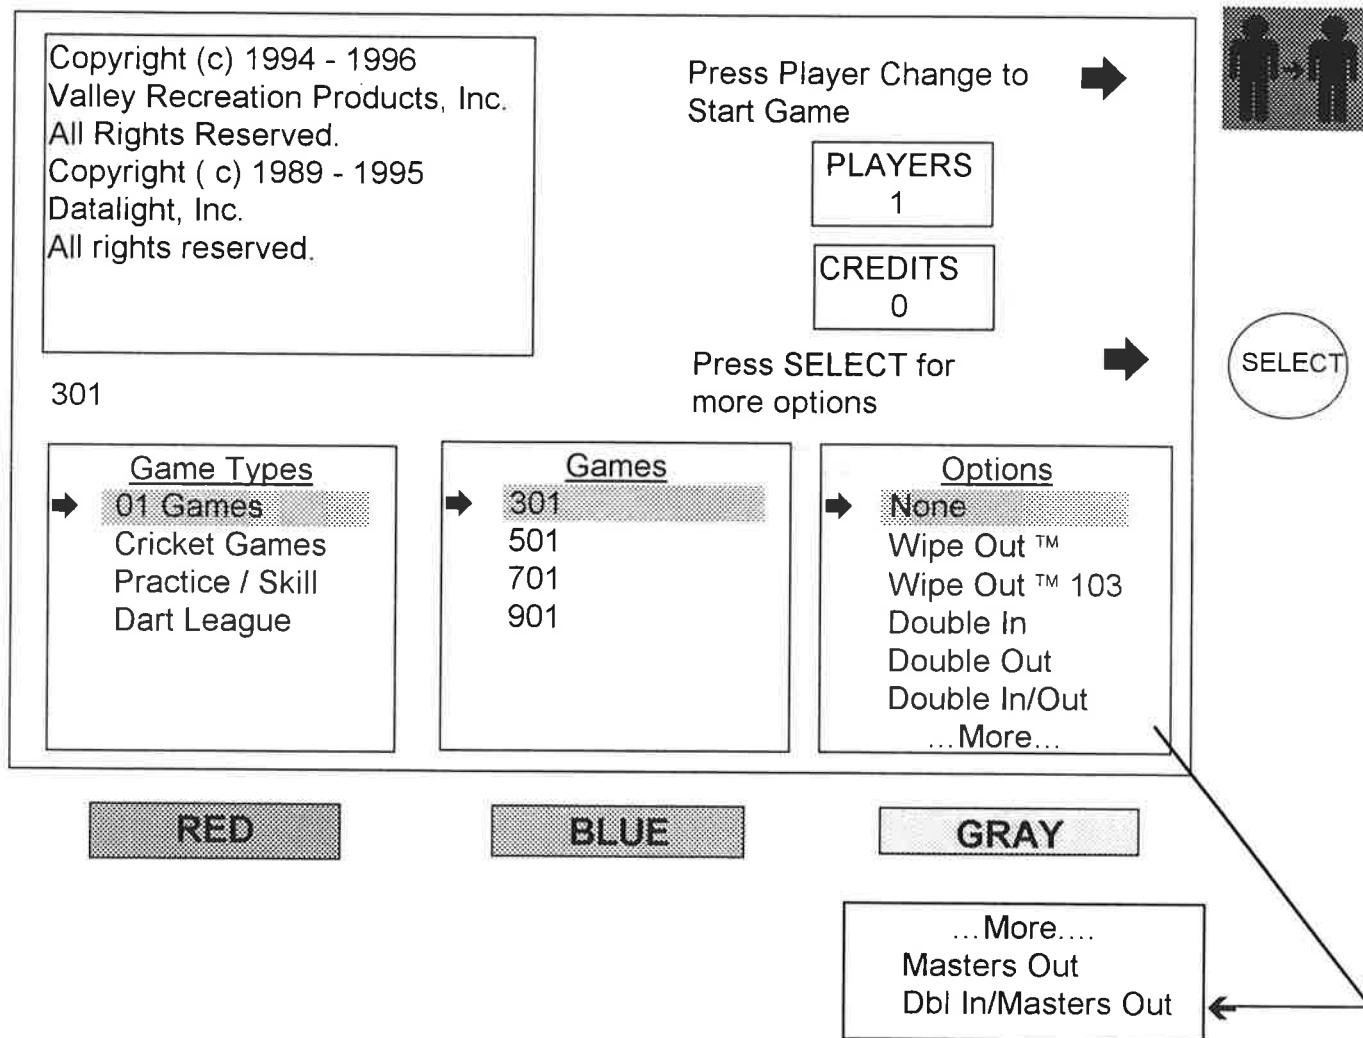 Copyright (c) 1994 - 1996
Valley Recreation Products, Inc.
All Rights Reserved.
Copyright ( c) 1989 - 1995
Datalight, Inc.
All rights reserved.
Press Player Change to
Start Game
PLAYERS
1
CREDITS
0
Press SELECT for
more options
SELECT
301
Game Types
01 Games
Cricket Games
Practice / Skill
Dart League
Games
301
501
701
901
Options
None
Wipe Out ™
Wipe Out ™ 103
Double In
Double Out
Double In/Out
...More...
RED
BLUE
GRAY
...More....
Masters Out
Dbl In/Masters Out